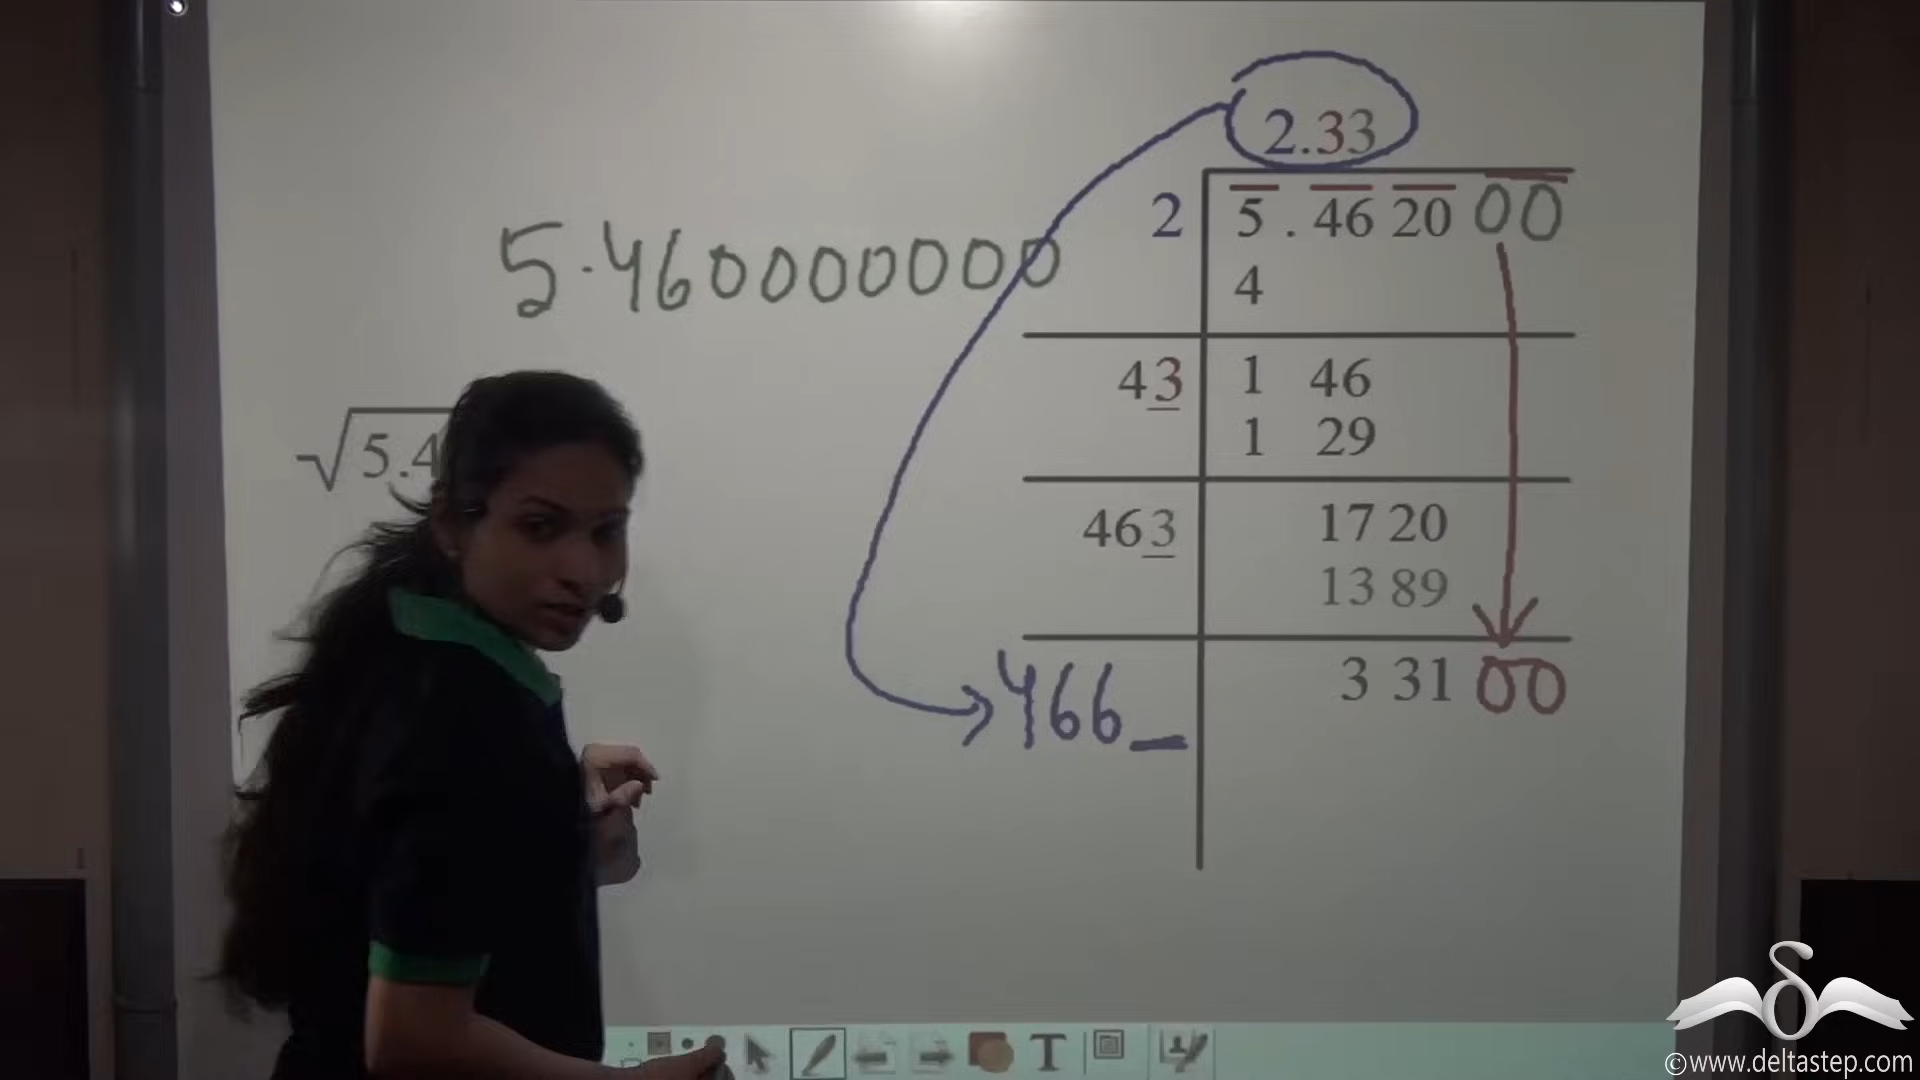 2.33
5.460000000
2 5.46 20 00
4
43 1 46
√5.4
1 29
463 17 20
13 89
466_ 3 31 00
T
©www.deltastep.com